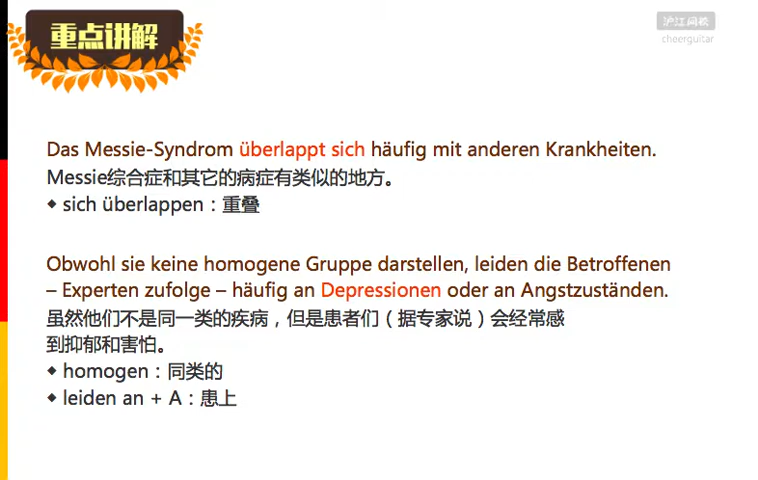 重点讲解
沪江网校
cheerguitar
Das Messie-Syndrom überlappt sich häufig mit anderen Krankheiten.
Messie综合症和其它的病症有类似的地方。
◆ sich überlappen：重叠
Obwohl sie keine homogene Gruppe darstellen, leiden die Betroffenen
– Experten zufolge – häufig an Depressionen oder an Angstzuständen.
虽然他们不是同一类的疾病，但是患者们（据专家说）会经常感
到抑郁和害怕。
◆ homogen：同类的
◆ leiden an + A：患上